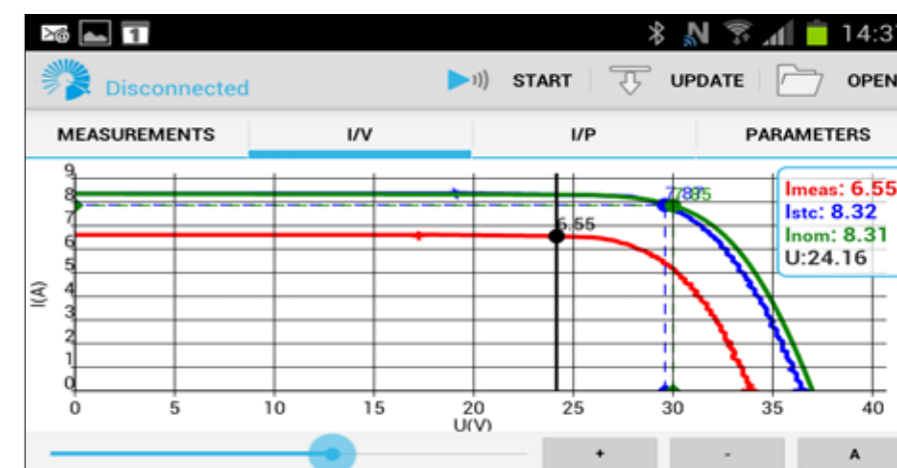 1 14:37
Disconnected START UPDATE OPEN
MEASUREMENTS I/V I/P PARAMETERS
Imeas: 6.55
Istc: 8.32
Inom: 8.31
U:24.16
6.55
I(A)
9
8
7
6
5
4
3
2
1
0
0 5 10 15 20 25 30 35 40
U(V)
+ - A